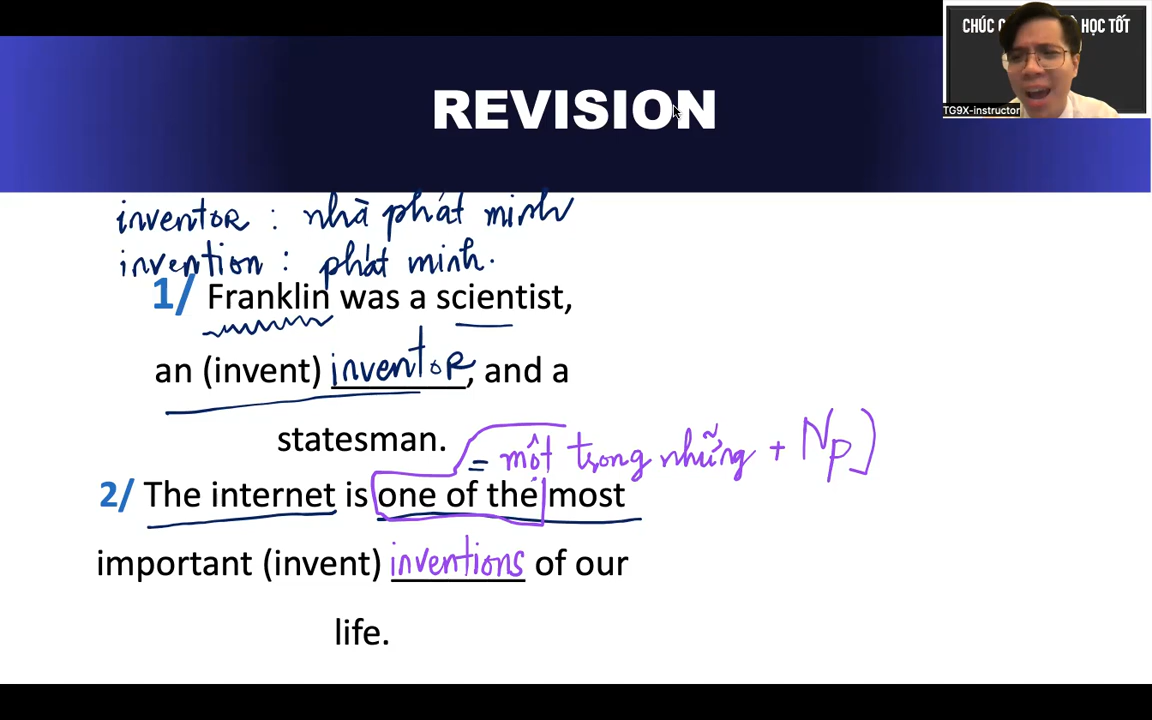 CHÚC C HỌC TỐT
TG9X-instructor
REVISION
inventor : nhà phát minh
invention : phát minh.
1/ Franklin was a scientist,
an (invent) inventor, and a
statesman.
= một trong những + Np]
2/ The internet is one of the most
important (invent) inventions of our
life.